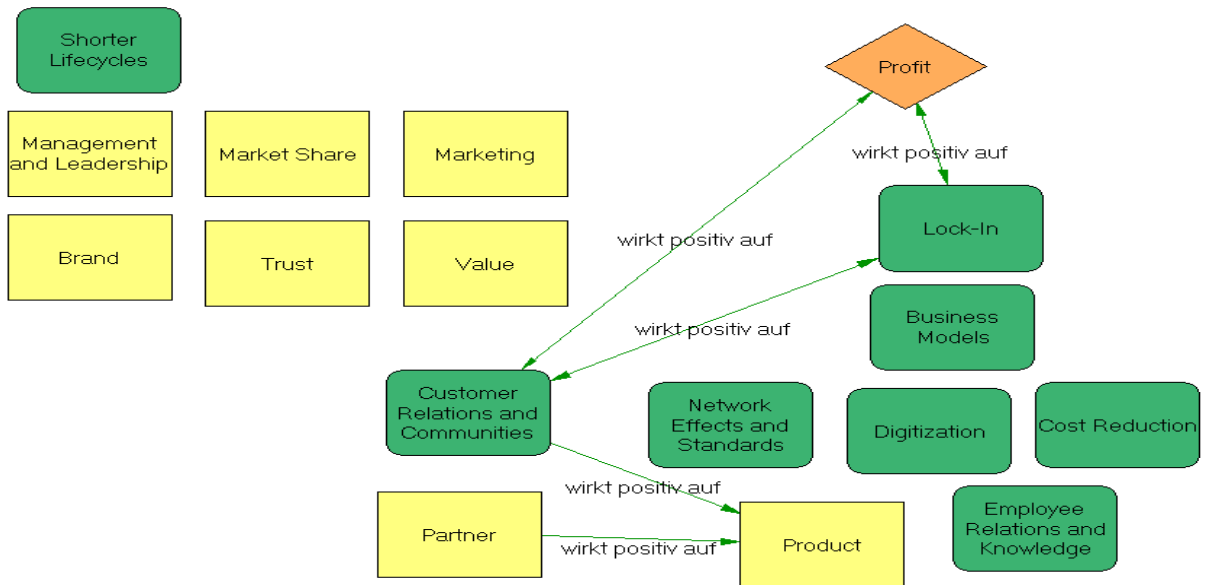 Shorter
Lifecycles
Profit
Management
and Leadership
Market Share
Marketing
wirkt positiv auf
Lock-In
wirkt positiv auf
Brand
Trust
Value
Business
Models
wirkt positiv auf
Customer
Relations and
Communities
Network
Effects and
Standards
Digitization
Cost Reduction
wirkt positiv auf
Partner
wirkt positiv auf
Product
Employee
Relations and
Knowledge